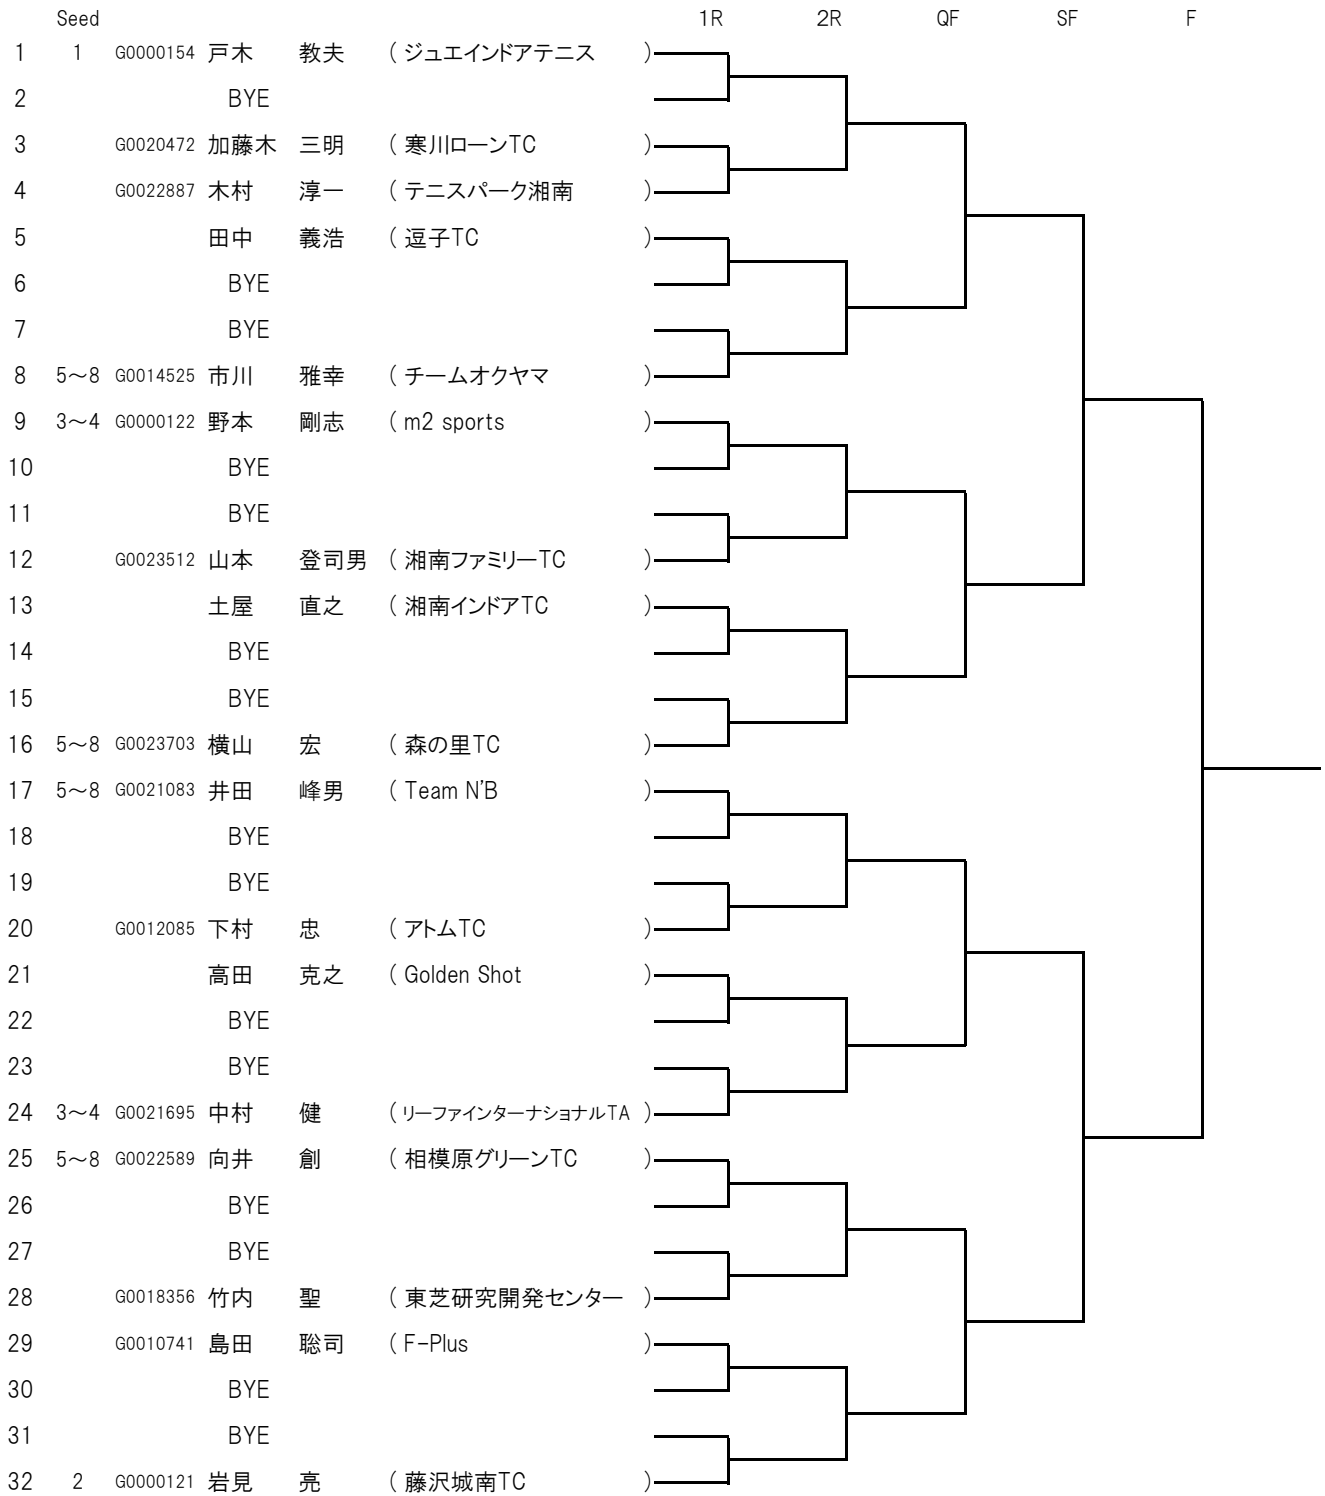 Seed 1R 2R QF SF F
1 1 G0000154 戸木 教夫 ( ジュエインドアテニス )
2 BYE
3 G0020472 加藤木 三明 ( 寒川ローンTC )
4 G0022887 木村 淳一 ( テニスパーク湘南 )
5 田中 義浩 ( 逗子TC )
6 BYE
7 BYE
8 5～8 G0014525 市川 雅幸 ( チームオクヤマ )
9 3～4 G0000122 野本 剛志 ( m2 sports )
10 BYE
11 BYE
12 G0023512 山本 登司男 ( 湘南ファミリーTC )
13 土屋 直之 ( 湘南インドアTC )
14 BYE
15 BYE
16 5～8 G0023703 横山 宏 ( 森の里TC )
17 5～8 G0021083 井田 峰男 ( Team N'B )
18 BYE
19 BYE
20 G0012085 下村 忠 ( アトムTC )
21 高田 克之 ( Golden Shot )
22 BYE
23 BYE
24 3～4 G0021695 中村 健 ( リーファインターナショナルTA )
25 5～8 G0022589 向井 創 ( 相模原グリーンTC )
26 BYE
27 BYE
28 G0018356 竹内 聖 ( 東芝研究開発センター )
29 G0010741 島田 聡司 ( F-Plus )
30 BYE
31 BYE
32 2 G0000121 岩見 亮 ( 藤沢城南TC )